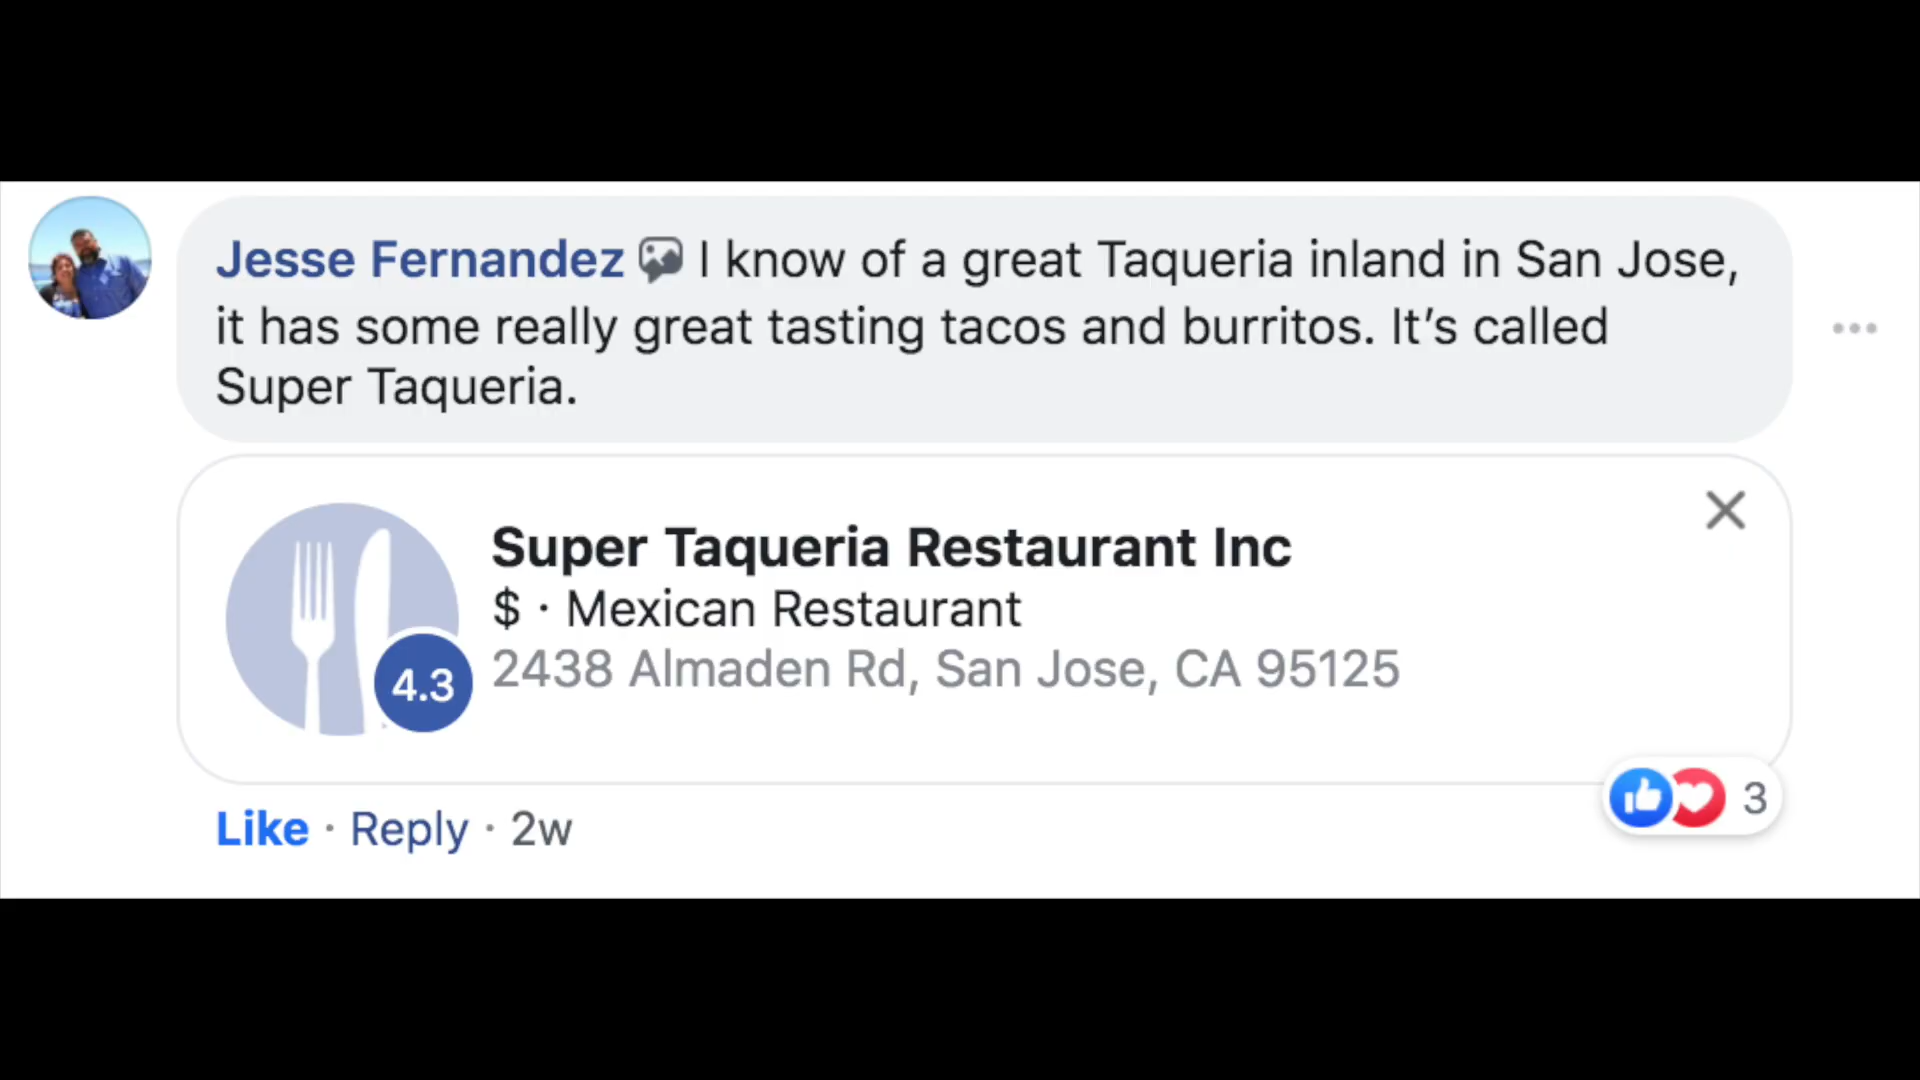 Jesse Fernandez I know of a great Taqueria inland in San Jose,
it has some really great tasting tacos and burritos. It’s called
Super Taqueria.
Super Taqueria Restaurant Inc
$ · Mexican Restaurant
4.3
2438 Almaden Rd, San Jose, CA 95125
3
Like · Reply · 2w